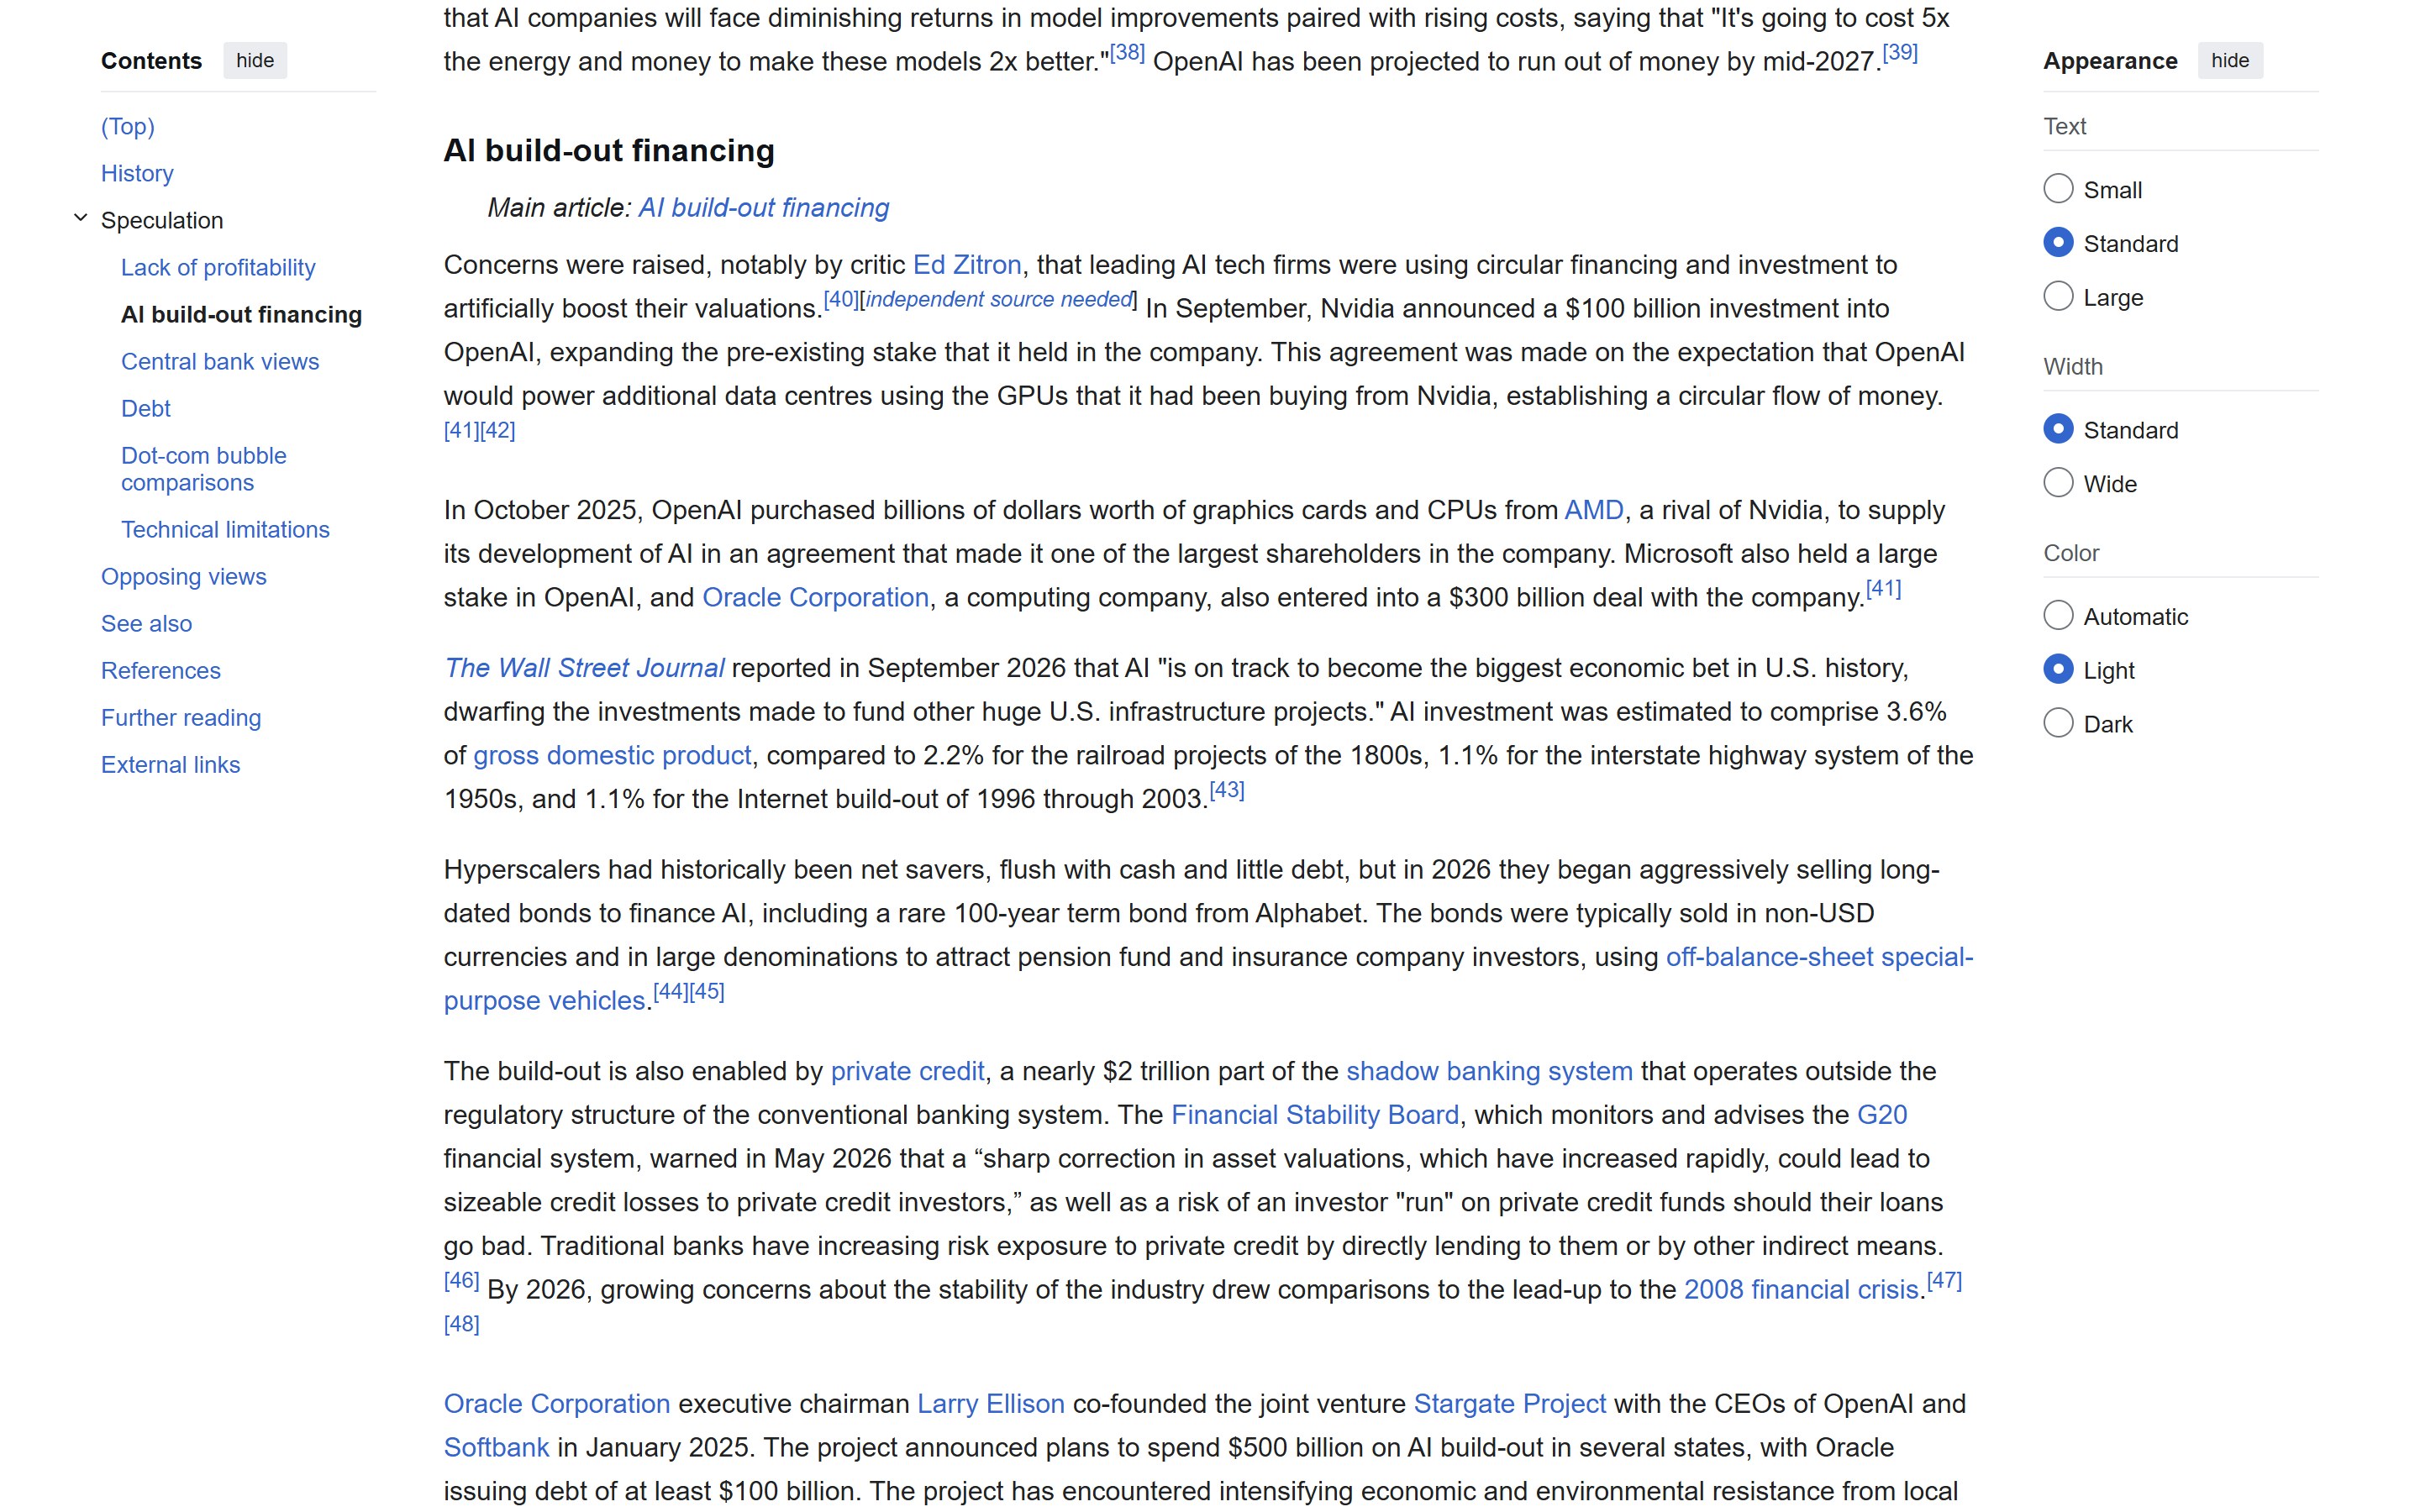 that AI companies will face diminishing returns in model improvements paired with rising costs, saying that "It's going to cost 5x
the energy and money to make these models 2x better."[38] OpenAI has been projected to run out of money by mid-2027.[39]
Contents hide
(Top)
History
Speculation
Lack of profitability
AI build-out financing
Central bank views
Debt
Dot-com bubble
comparisons
Technical limitations
Opposing views
See also
References
Further reading
External links
AI build-out financing
Main article: AI build-out financing
Concerns were raised, notably by critic Ed Zitron, that leading AI tech firms were using circular financing and investment to
artificially boost their valuations.[40][independent source needed] In September, Nvidia announced a $100 billion investment into
OpenAI, expanding the pre-existing stake that it held in the company. This agreement was made on the expectation that OpenAI
would power additional data centres using the GPUs that it had been buying from Nvidia, establishing a circular flow of money.
[41][42]
In October 2025, OpenAI purchased billions of dollars worth of graphics cards and CPUs from AMD, a rival of Nvidia, to supply
its development of AI in an agreement that made it one of the largest shareholders in the company. Microsoft also held a large
stake in OpenAI, and Oracle Corporation, a computing company, also entered into a $300 billion deal with the company.[41]
The Wall Street Journal reported in September 2026 that AI "is on track to become the biggest economic bet in U.S. history,
dwarfing the investments made to fund other huge U.S. infrastructure projects." AI investment was estimated to comprise 3.6%
of gross domestic product, compared to 2.2% for the railroad projects of the 1800s, 1.1% for the interstate highway system of the
1950s, and 1.1% for the Internet build-out of 1996 through 2003.[43]
Hyperscalers had historically been net savers, flush with cash and little debt, but in 2026 they began aggressively selling long-
dated bonds to finance AI, including a rare 100-year term bond from Alphabet. The bonds were typically sold in non-USD
currencies and in large denominations to attract pension fund and insurance company investors, using off-balance-sheet special-
purpose vehicles.[44][45]
The build-out is also enabled by private credit, a nearly $2 trillion part of the shadow banking system that operates outside the
regulatory structure of the conventional banking system. The Financial Stability Board, which monitors and advises the G20
financial system, warned in May 2026 that a “sharp correction in asset valuations, which have increased rapidly, could lead to
sizeable credit losses to private credit investors,” as well as a risk of an investor "run" on private credit funds should their loans
go bad. Traditional banks have increasing risk exposure to private credit by directly lending to them or by other indirect means.
[46] By 2026, growing concerns about the stability of the industry drew comparisons to the lead-up to the 2008 financial crisis.[47]
[48]
Oracle Corporation executive chairman Larry Ellison co-founded the joint venture Stargate Project with the CEOs of OpenAI and
Softbank in January 2025. The project announced plans to spend $500 billion on AI build-out in several states, with Oracle
issuing debt of at least $100 billion. The project has encountered intensifying economic and environmental resistance from local
Appearance hide
Text
Small
Standard
Large
Width
Standard
Wide
Color
Automatic
Light
Dark